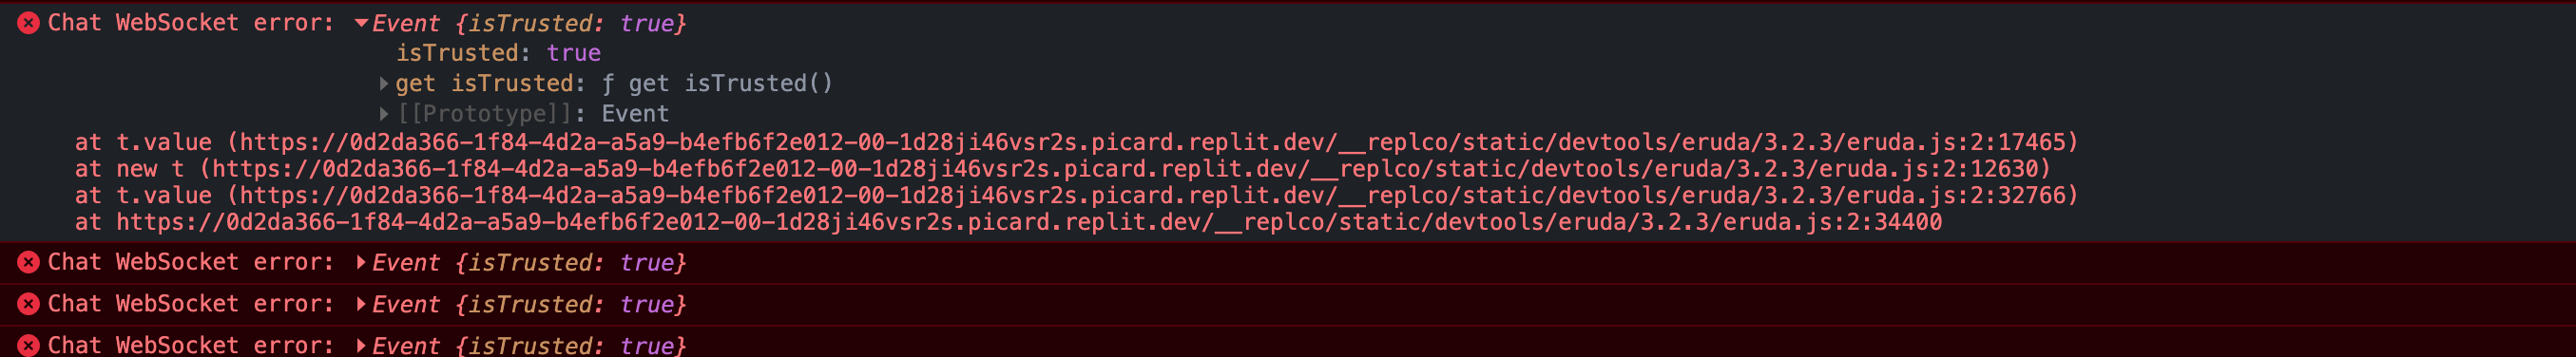 Chat WebSocket error: ▼Event {isTrusted: true}
isTrusted: true
▶get isTrusted: ƒ get isTrusted()
▶[[Prototype]]: Event
at t.value (https://0d2da366-1f84-4d2a-a5a9-b4efb6f2e012-00-1d28ji46vsr2s.picard.replit.dev/__replco/static/devtools/eruda/3.2.3/eruda.js:2:17465)
at new t (https://0d2da366-1f84-4d2a-a5a9-b4efb6f2e012-00-1d28ji46vsr2s.picard.replit.dev/__replco/static/devtools/eruda/3.2.3/eruda.js:2:12630)
at t.value (https://0d2da366-1f84-4d2a-a5a9-b4efb6f2e012-00-1d28ji46vsr2s.picard.replit.dev/__replco/static/devtools/eruda/3.2.3/eruda.js:2:32766)
at https://0d2da366-1f84-4d2a-a5a9-b4efb6f2e012-00-1d28ji46vsr2s.picard.replit.dev/__replco/static/devtools/eruda/3.2.3/eruda.js:2:34400
Chat WebSocket error: ▶Event {isTrusted: true}
Chat WebSocket error: ▶Event {isTrusted: true}
Chat WebSocket error: ▶Event {isTrusted: true}